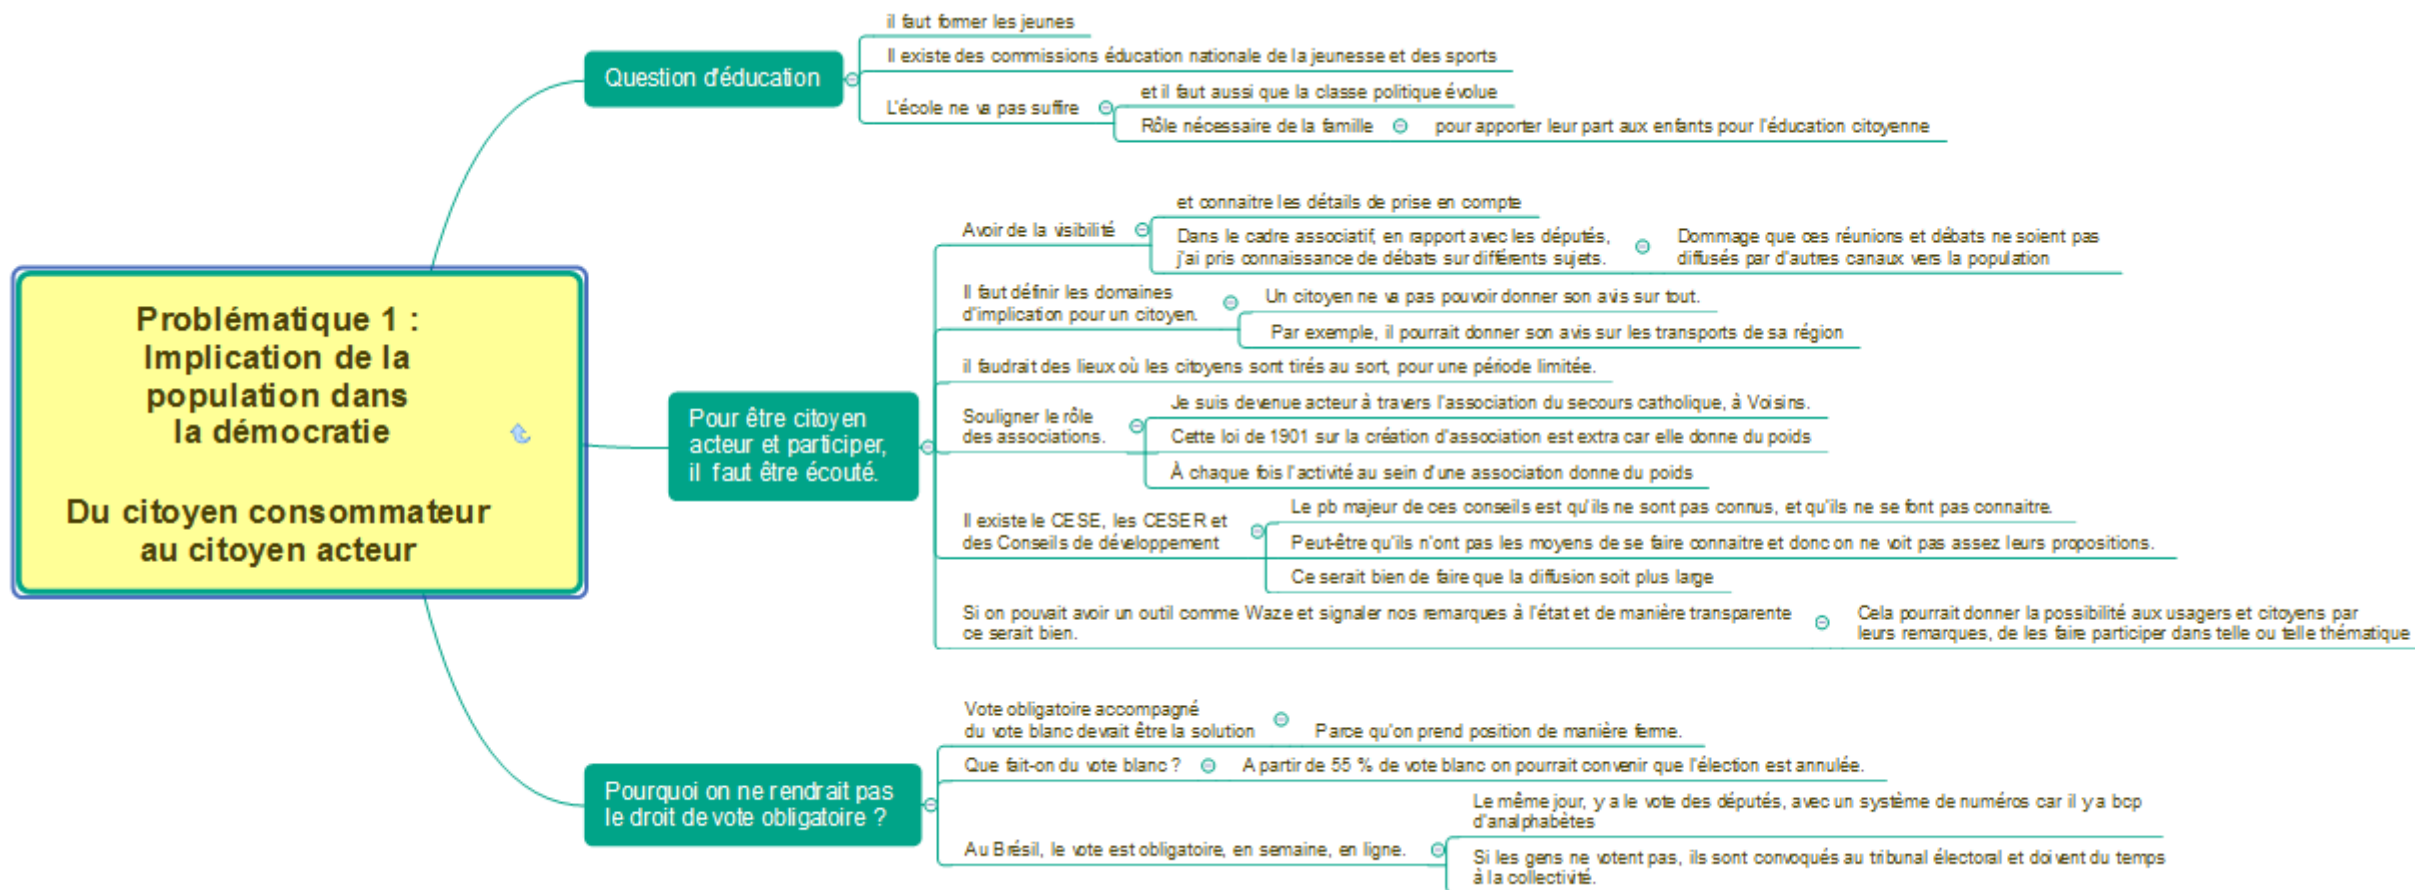 Problématique 1 :
Implication de la
population dans
la démocratie
Du citoyen consommateur
au citoyen acteur
Question d'éducation
il faut former les jeunes
Il existe des commissions éducation nationale de la jeunesse et des sports
L'école ne va pas suffire
et il faut aussi que la classe politique évolue
Rôle nécessaire de la famille
pour apporter leur part aux enfants pour l'éducation citoyenne
Pour être citoyen
acteur et participer,
il faut être écouté.
Avoir de la visibilité
et connaitre les détails de prise en compte
Dans le cadre associatif, en rapport avec les députés,
j'ai pris connaissance de débats sur différents sujets.
Dommage que ces réunions et débats ne soient pas
diffusés par d'autres canaux vers la population
Il faut définir les domaines
d'implication pour un citoyen.
Un citoyen ne va pas pouvoir donner son avis sur tout.
Par exemple, il pourrait donner son avis sur les transports de sa région
il faudrait des lieux où les citoyens sont tirés au sort, pour une période limitée.
Souligner le rôle
des associations.
Je suis devenue acteur à travers l'association du secours catholique, à Voisins.
Cette loi de 1901 sur la création d'association est extra car elle donne du poids
À chaque fois l'activité au sein d'une association donne du poids
Il existe le CESE, les CESER et
des Conseils de développement
Le pb majeur de ces conseils est qu'ils ne sont pas connus, et qu'ils ne se font pas connaitre.
Peut-être qu'ils n'ont pas les moyens de se faire connaitre et donc on ne voit pas assez leurs propositions.
Ce serait bien de faire que la diffusion soit plus large
Si on pouvait avoir un outil comme Waze et signaler nos remarques à l'état et de manière transparente
ce serait bien.
Cela pourrait donner la possibilité aux usagers et citoyens par
leurs remarques, de les faire participer dans telle ou telle thématique
Pourquoi on ne rendrait pas
le droit de vote obligatoire ?
Vote obligatoire accompagné
du vote blanc devrait être la solution
Parce qu'on prend position de manière ferme.
Que fait-on du vote blanc ?
A partir de 55 % de vote blanc on pourrait convenir que l'élection est annulée.
Au Brésil, le vote est obligatoire, en semaine, en ligne.
Le même jour, y a le vote des députés, avec un système de numéros car il y a bcp
d'analphabètes
Si les gens ne votent pas, ils sont convoqués au tribunal électoral et doivent du temps
à la collectivité.